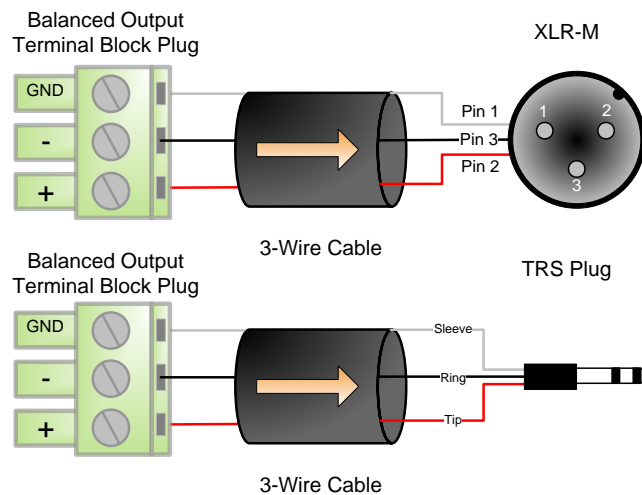 Balanced Output
Terminal Block Plug
XLR-M
GND
-
+
Pin 1
Pin 3
Pin 2
1
2
3
3-Wire Cable
Balanced Output
Terminal Block Plug
TRS Plug
GND
-
+
Sleeve
Ring
Tip
3-Wire Cable